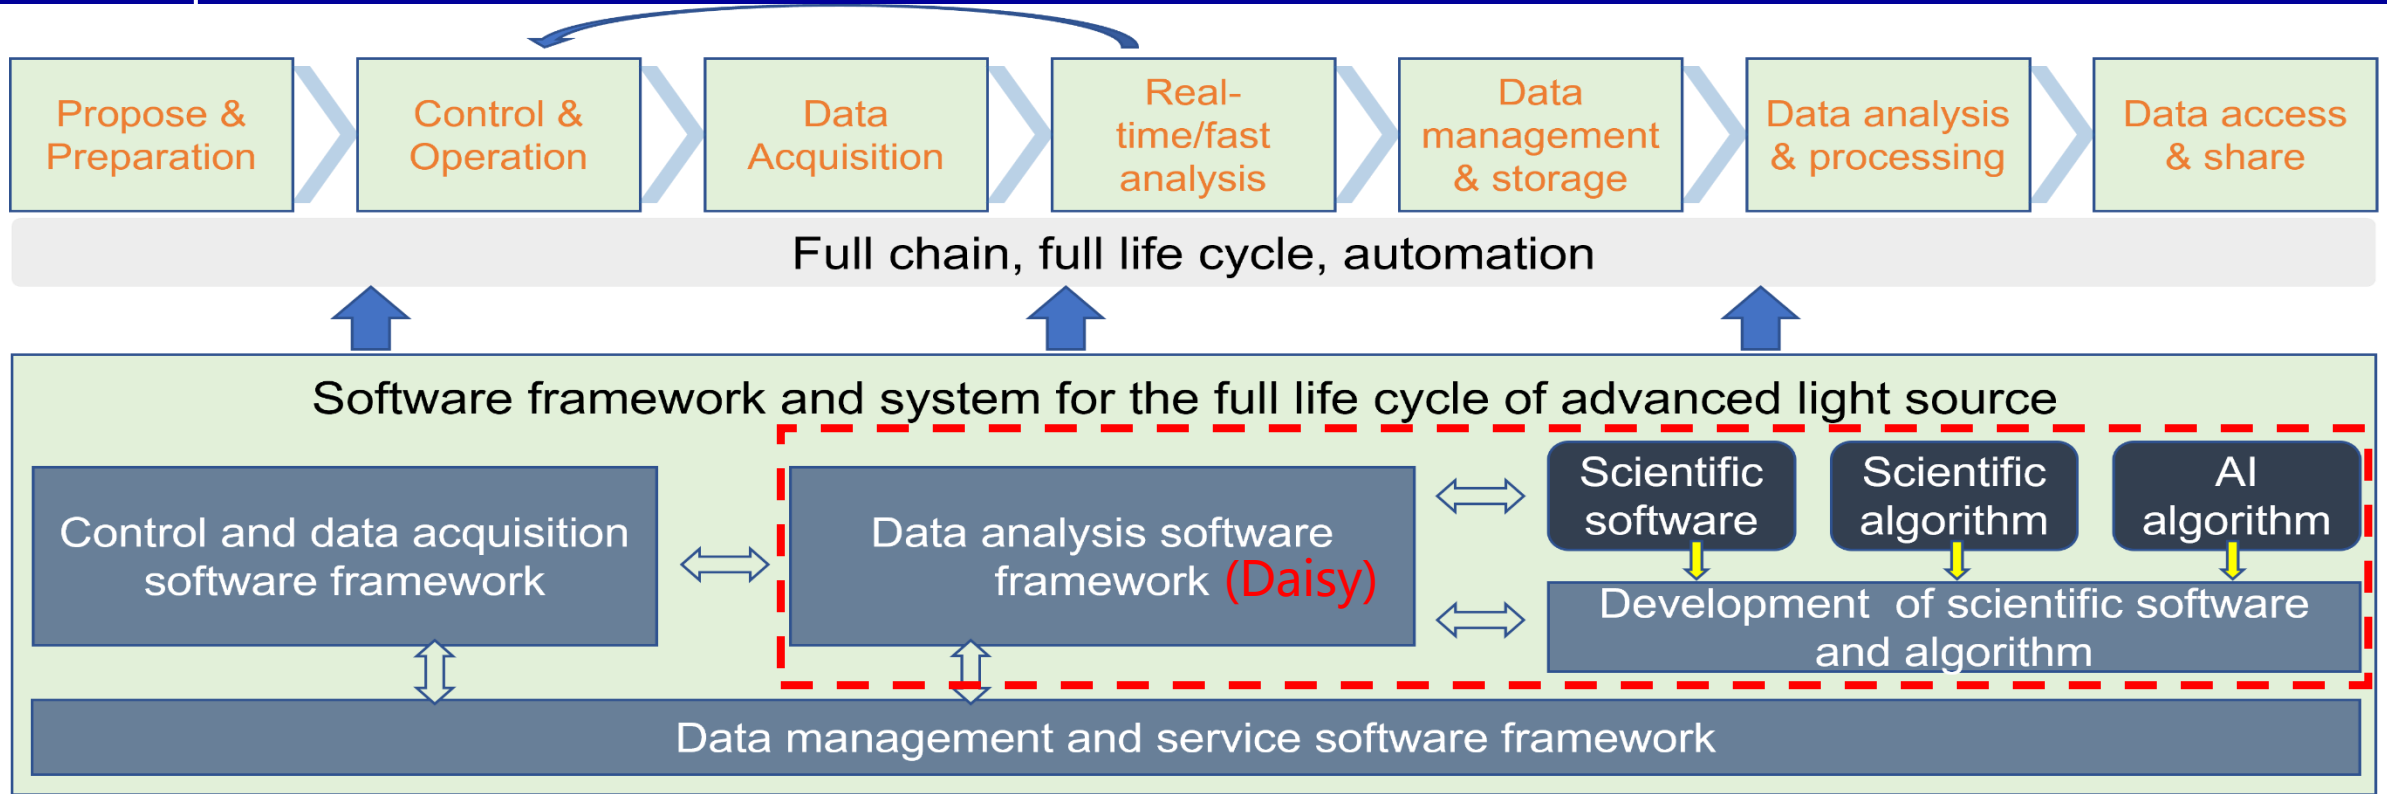 Propose &
Preparation
Control &
Operation
Data
Acquisition
Real-
time/fast
analysis
Data
management
& storage
Data analysis
& processing
Data access
& share
Full chain, full life cycle, automation
Software framework and system for the full life cycle of advanced light source
Control and data acquisition
software framework
Data analysis software
framework (Daisy)
Scientific
software
Scientific
algorithm
AI
algorithm
Development of scientific software
and algorithm
Data management and service software framework